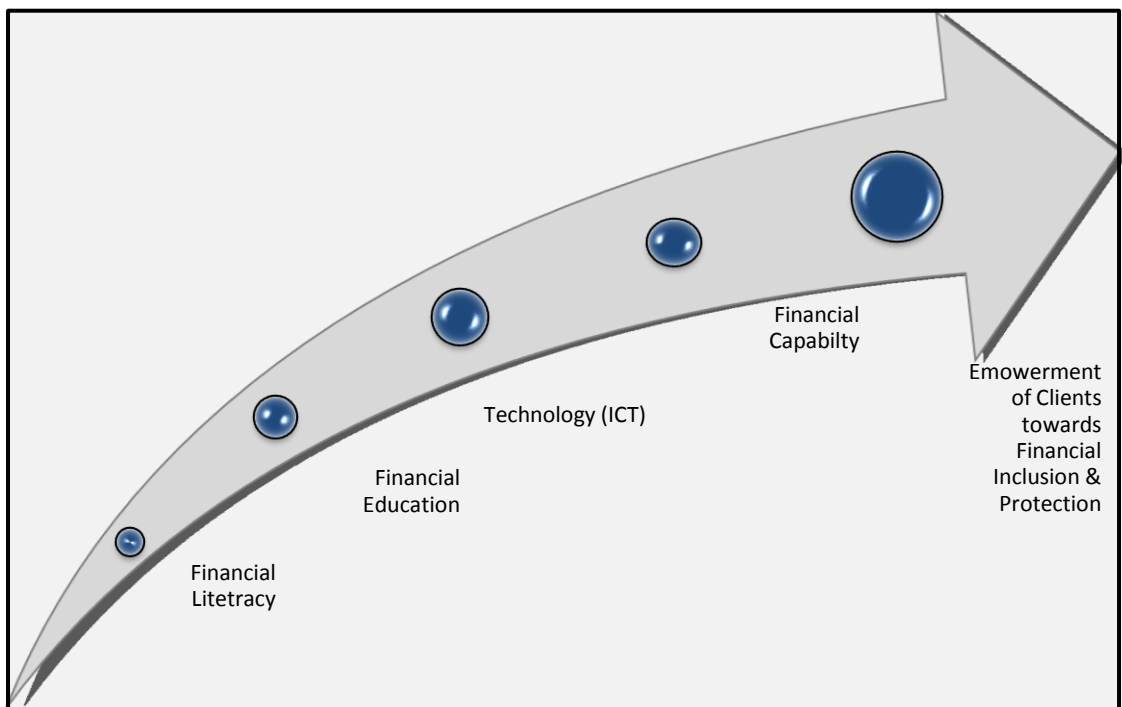 Financial
Litetracy
Financial
Education
Technology (ICT)
Financial
Capabilty
Emowerment
of Clients
towards
Financial
Inclusion &
Protection